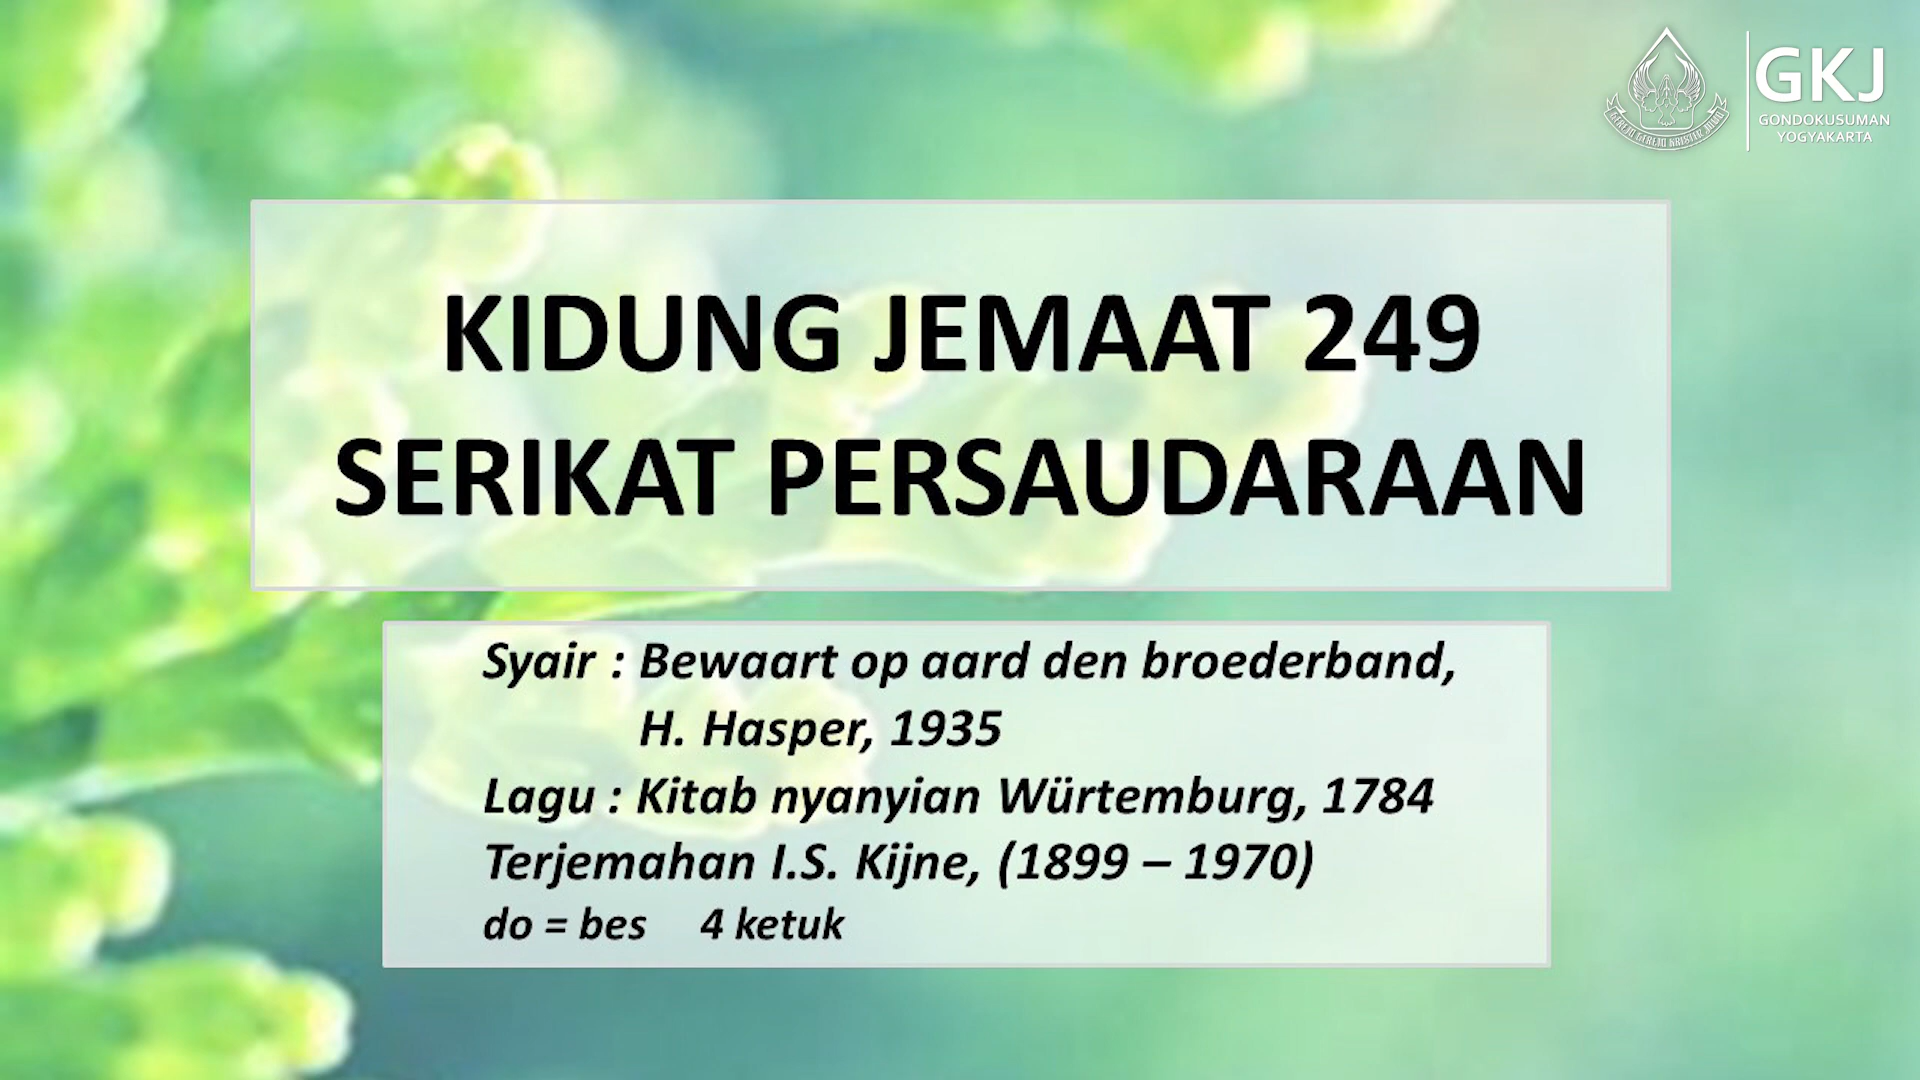 GKJ
GONDOKUSUMAN
YOGYAKARTA
KIDUNG JEMAAT 249
SERIKAT PERSAUDARAAN
Syair : Bewaart op aard den broederband,
H. Hasper, 1935
Lagu : Kitab nyanyian Würtemburg, 1784
Terjemahan I.S. Kijne, (1899 – 1970)
do = bes 4 ketuk